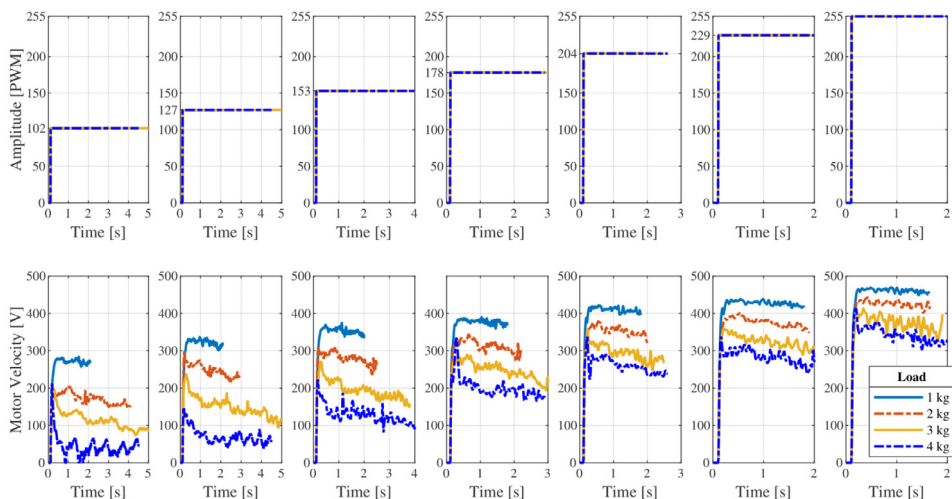 255 255 255 255 255 255 255
229
200 200 200 200 204 200 200
178
150 150 153 150 150 150 150
127
102 100 100 100 100 100 100
50 50 50 50 50 50 50
0 0 0 0 0 0 0
Amplitude [PWM]
0 1 2 3 4 5 0 1 2 3 4 5 0 1 2 3 4 0 1 2 3 0 1 2 3 0 1 2 0 1 2
Time [s] Time [s] Time [s] Time [s] Time [s] Time [s] Time [s]
500 500 500 500 500 500 500
400 400 400 400 400 400 400
300 300 300 300 300 300 300
200 200 200 200 200 200 200
100 100 100 100 100 100 100
0 0 0 0 0 0 0
Motor Velocity [V]
Load
1 kg
2 kg
3 kg
4 kg
0 1 2 3 4 5 0 1 2 3 4 5 0 1 2 3 4 0 1 2 3 0 1 2 3 0 1 2 0 1 2
Time [s] Time [s] Time [s] Time [s] Time [s] Time [s] Time [s]